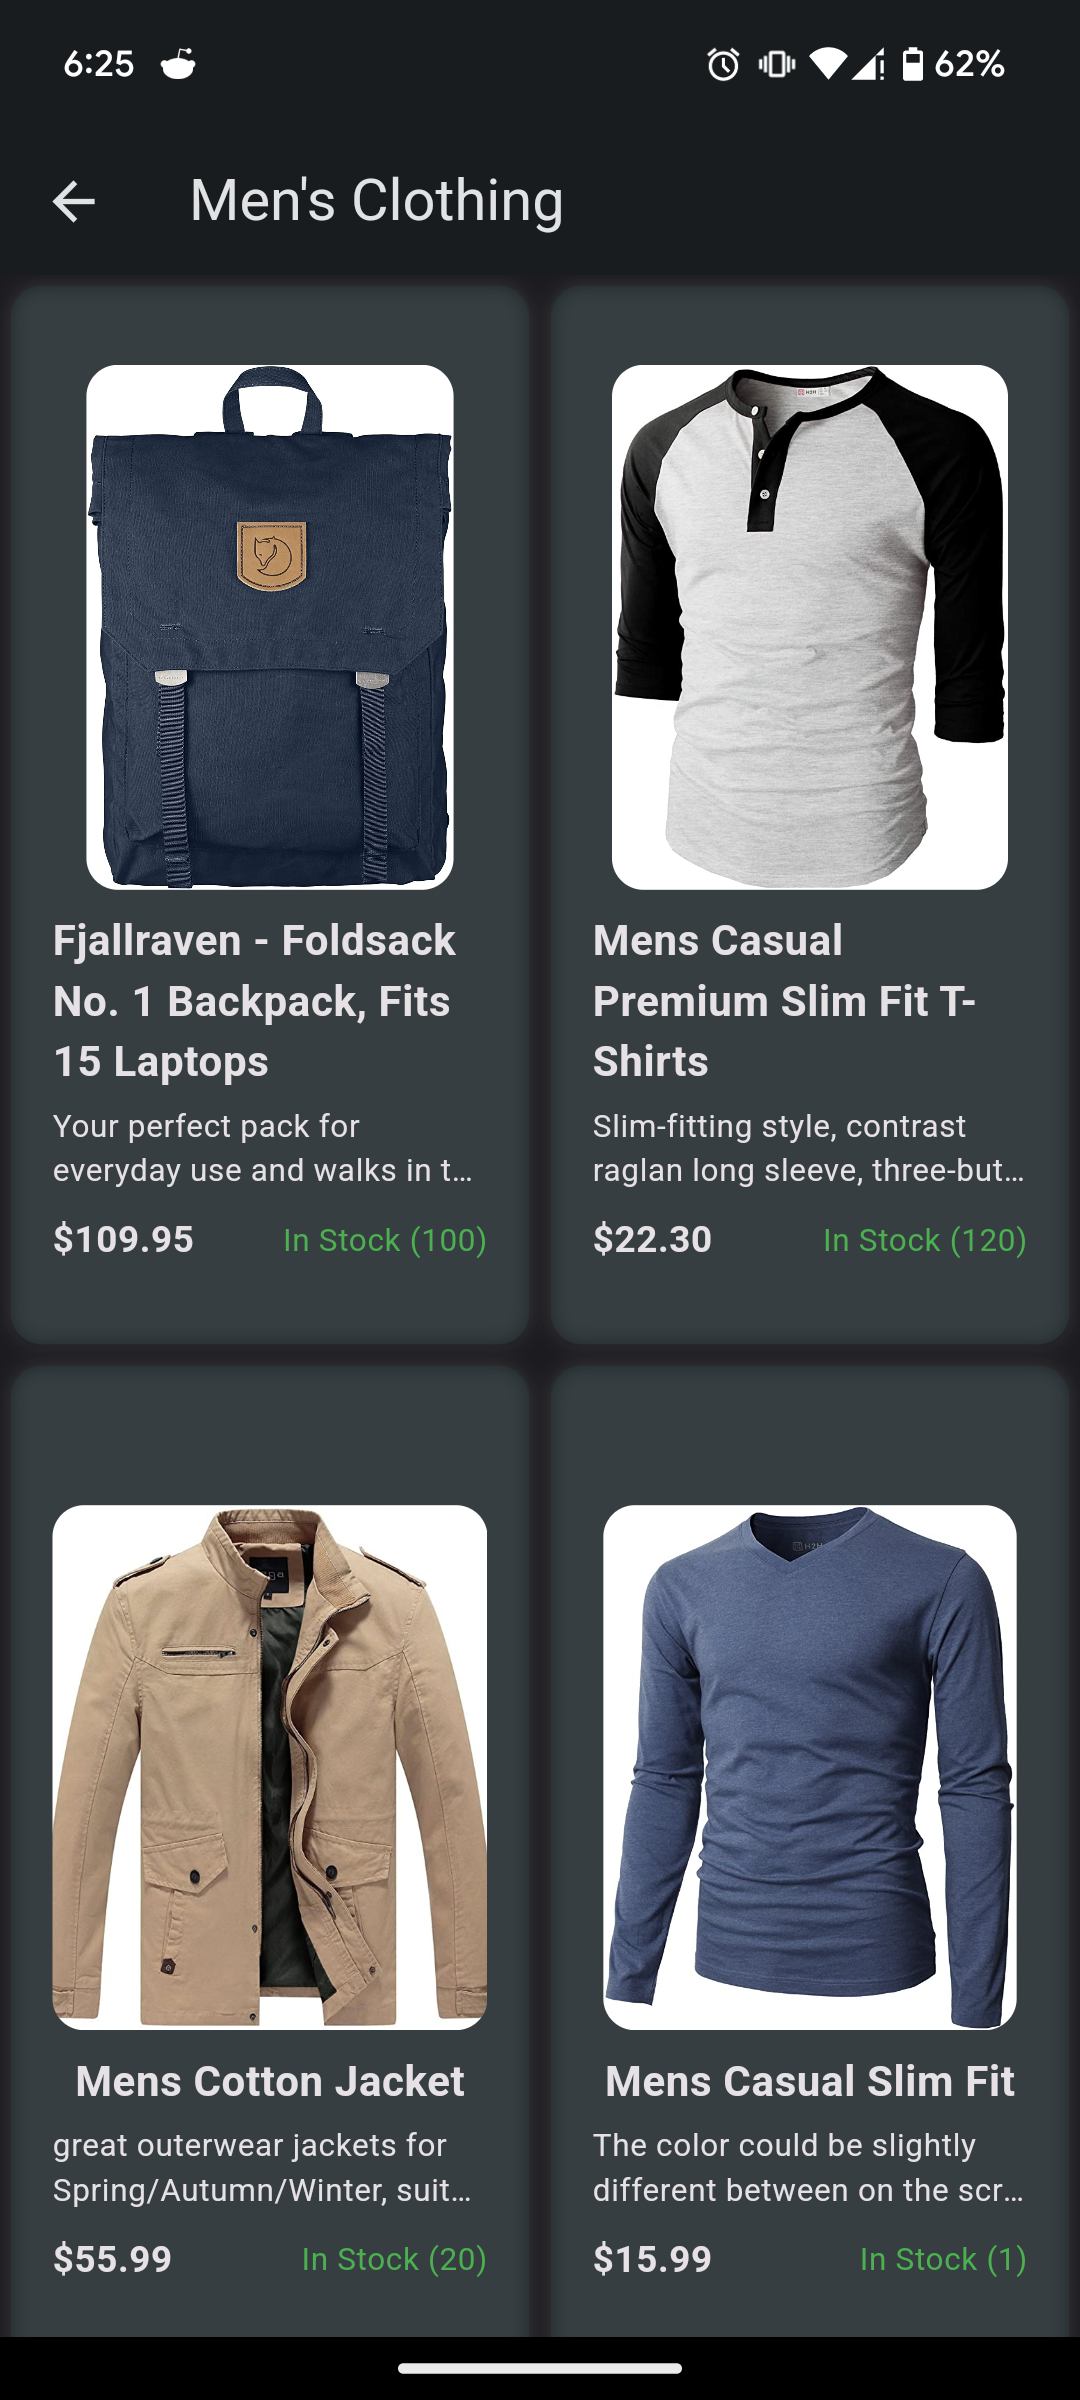 6:25
62%
Men's Clothing
Fjallraven - Foldsack
No. 1 Backpack, Fits
15 Laptops
Your perfect pack for
everyday use and walks in t…
$109.95
In Stock (100)
H2H
Mens Casual
Premium Slim Fit T-
Shirts
Slim-fitting style, contrast
raglan long sleeve, three-but…
$22.30
In Stock (120)
Mens Cotton Jacket
great outerwear jackets for
Spring/Autumn/Winter, suit…
$55.99
In Stock (20)
H2H
Mens Casual Slim Fit
The color could be slightly
different between on the scr…
$15.99
In Stock (1)